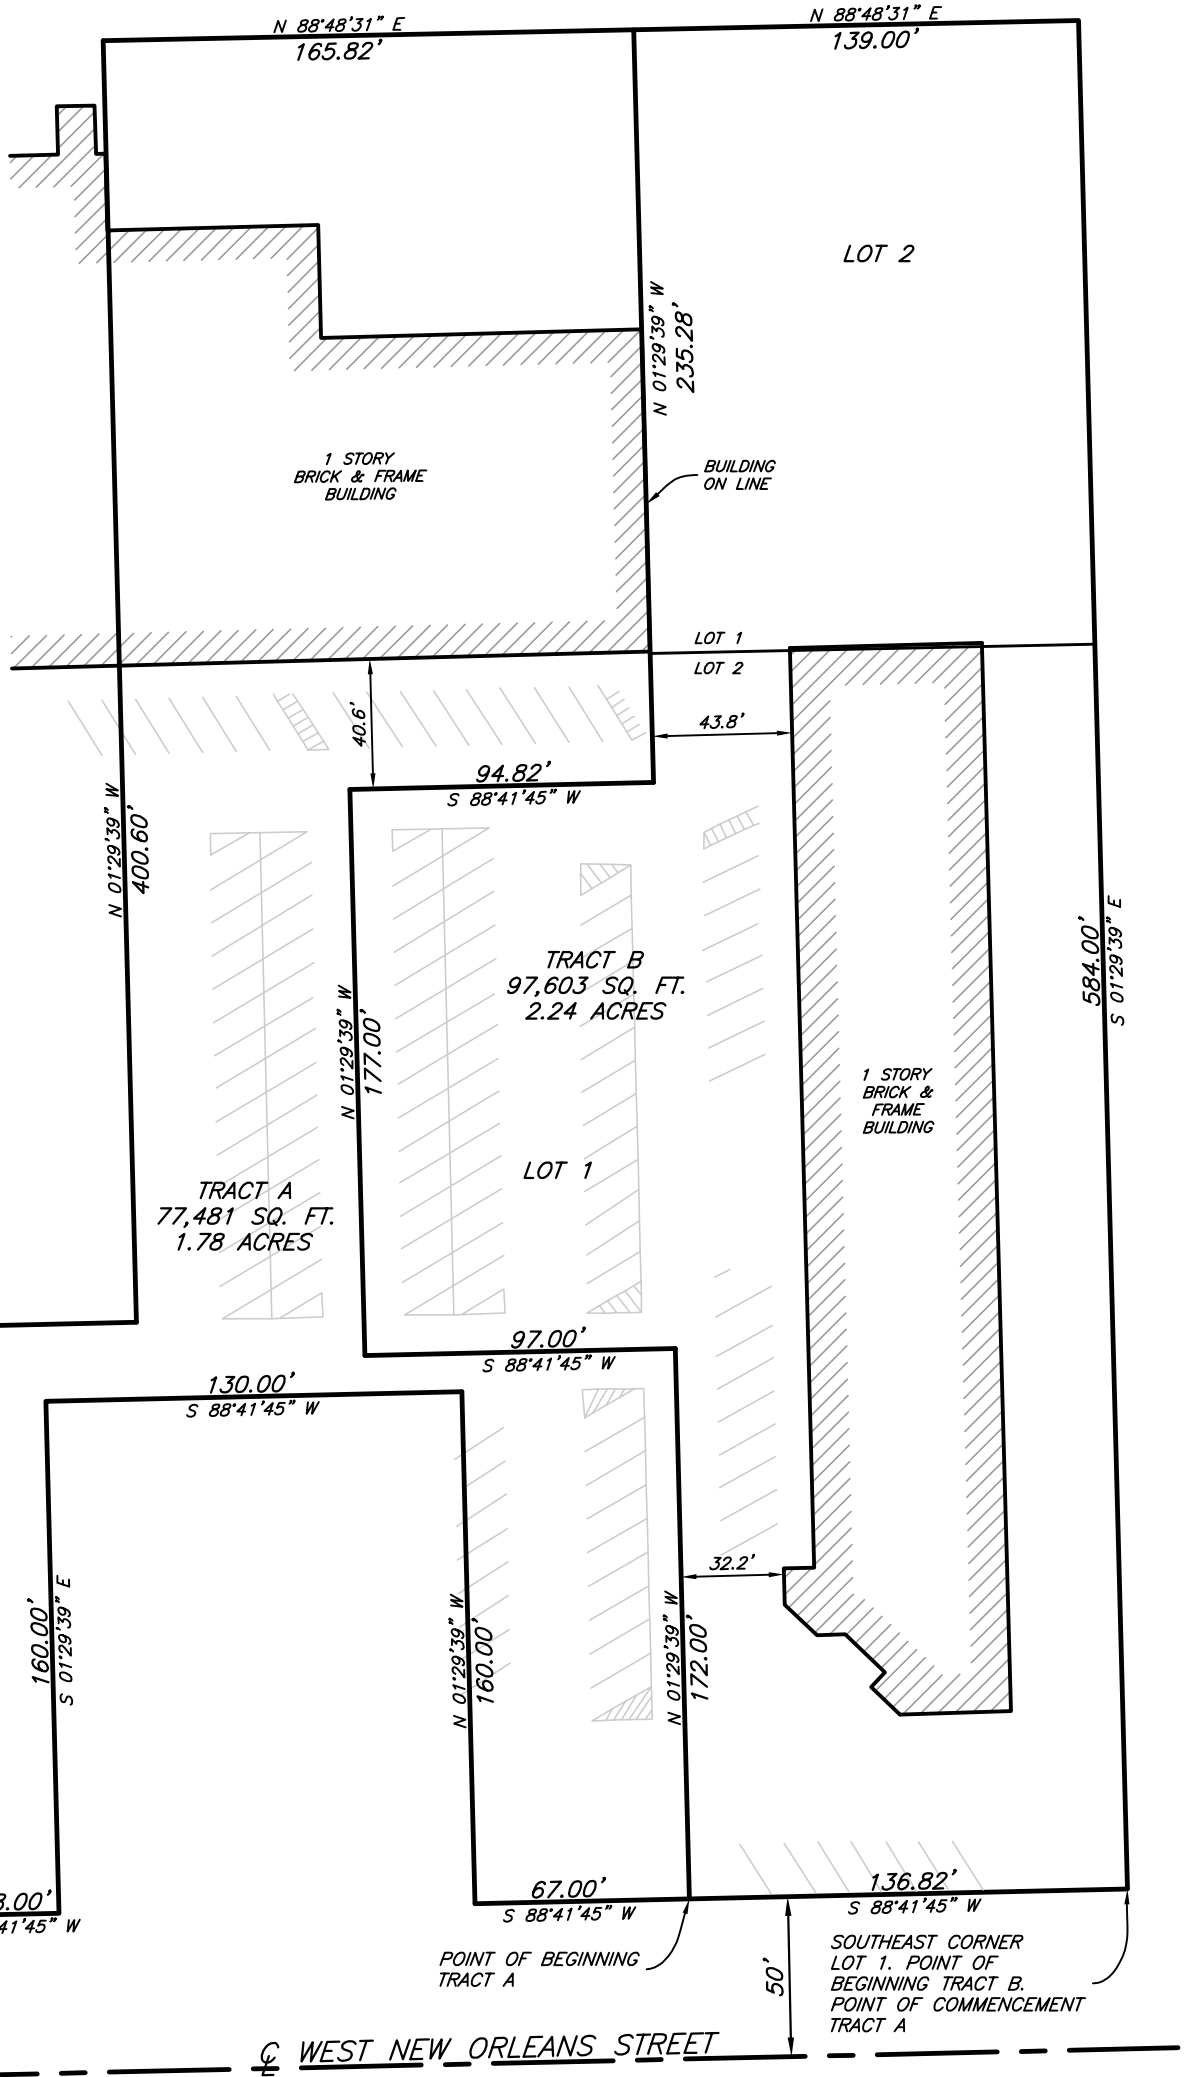 N 88°48'31" E
165.82'
N 88°48'31" E
139.00'
LOT 2
N 01°29'39" W
235.28'
1 STORY
BRICK & FRAME
BUILDING
BUILDING
ON LINE
LOT 1
LOT 2
40.6'
43.8'
94.82'
S 88°41'45" W
N 01°29'39" W
400.60'
584.00'
S 01°29'39" E
TRACT B
97,603 SQ. FT.
2.24 ACRES
N 01°29'39" W
177.00'
1 STORY
BRICK &
FRAME
BUILDING
LOT 1
TRACT A
77,481 SQ. FT.
1.78 ACRES
97.00'
S 88°41'45" W
130.00'
S 88°41'45" W
32.2'
160.00'
S 01°29'39" E
N 01°29'39" W
160.00'
N 01°29'39" W
172.00'
3.00'
41'45" W
67.00'
S 88°41'45" W
136.82'
S 88°41'45" W
POINT OF BEGINNING
TRACT A
50'
SOUTHEAST CORNER
LOT 1. POINT OF
BEGINNING TRACT B.
POINT OF COMMENCEMENT
TRACT A
℄ WEST NEW ORLEANS STREET